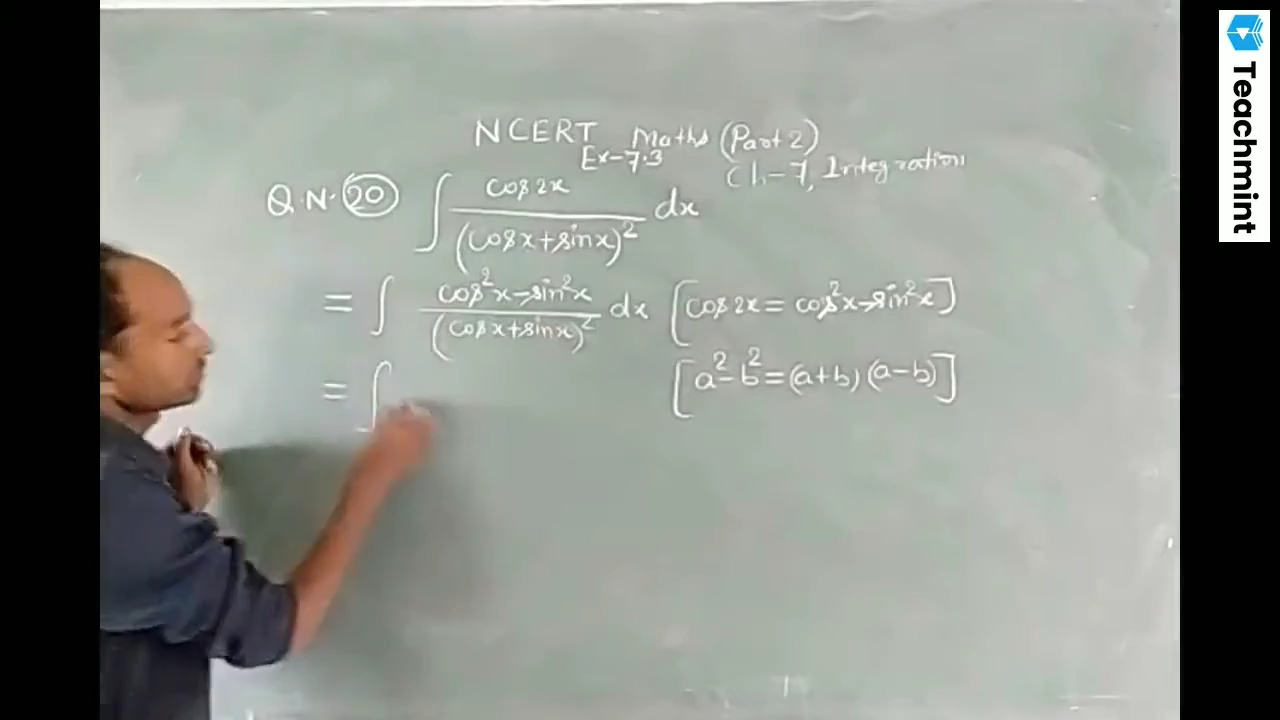 NCERT Maths (Part 2)
Ex-7.3
Ch-7, Integration
Q.N. 20 ∫ cos2x / (cosx+sinx)² dx
= ∫ cos²x-sin²x / (cosx+sinx)² dx [cos2x = cos²x-sin²x]
= ∫ [a²-b²=(a+b)(a-b)]
Teachmint